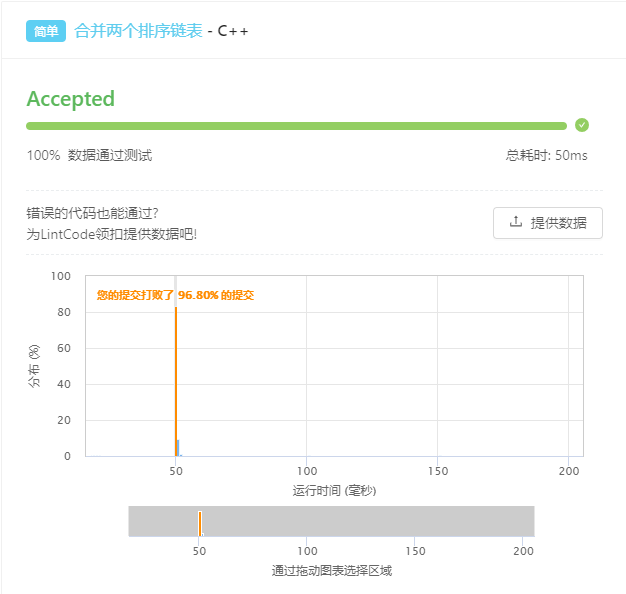 简单 合并两个排序链表 - C++
Accepted
100% 数据通过测试 总耗时: 50ms
错误的代码也能通过?
为LintCode领扣提供数据吧!
提供数据
您的提交打败了 96.80% 的提交
100
80
60
40
20
0
分布 (%)
50 100 150 200
运行时间 (毫秒)
50 100 150 200
通过拖动图表选择区域